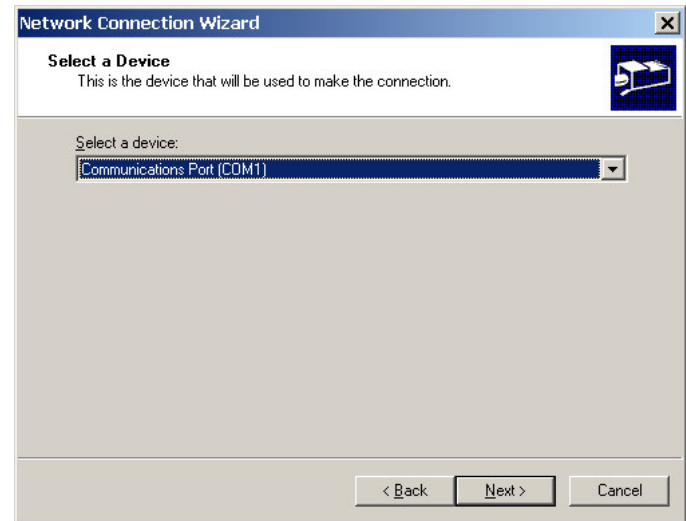 Network Connection Wizard
Select a Device
This is the device that will be used to make the connection.
Select a device:
Communications Port (COM1)
< Back
Next >
Cancel